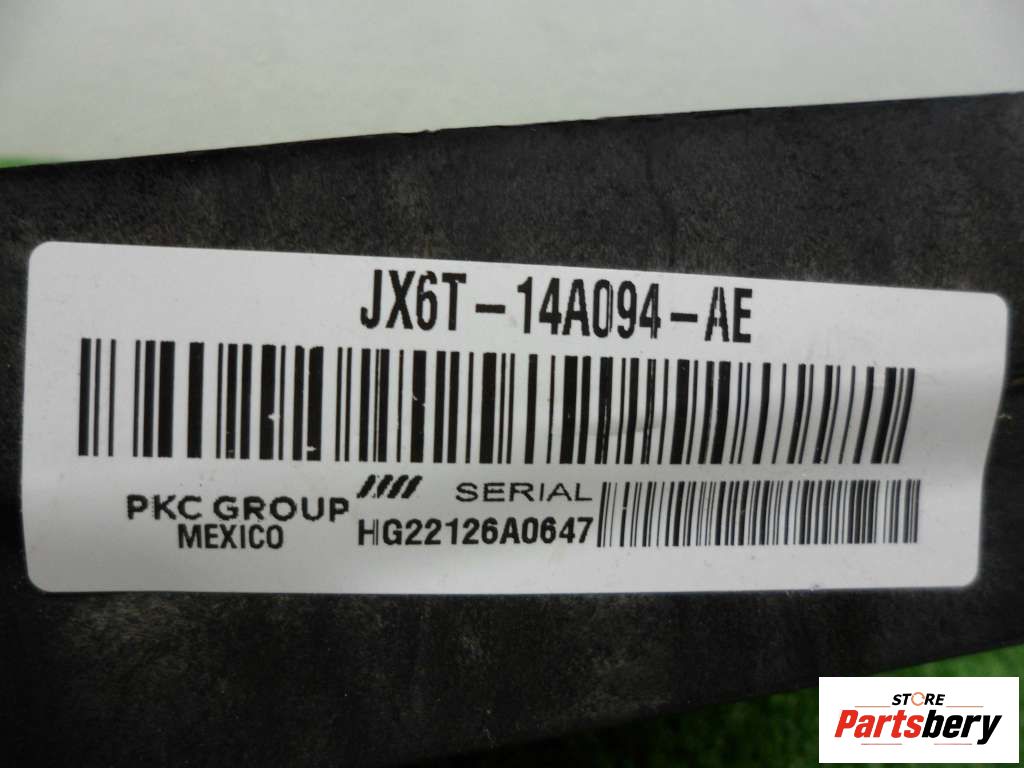 JX6T-14A094-AE
PKC GROUP
MEXICO
SERIAL
HG22126A0647
STORE
Partsbery